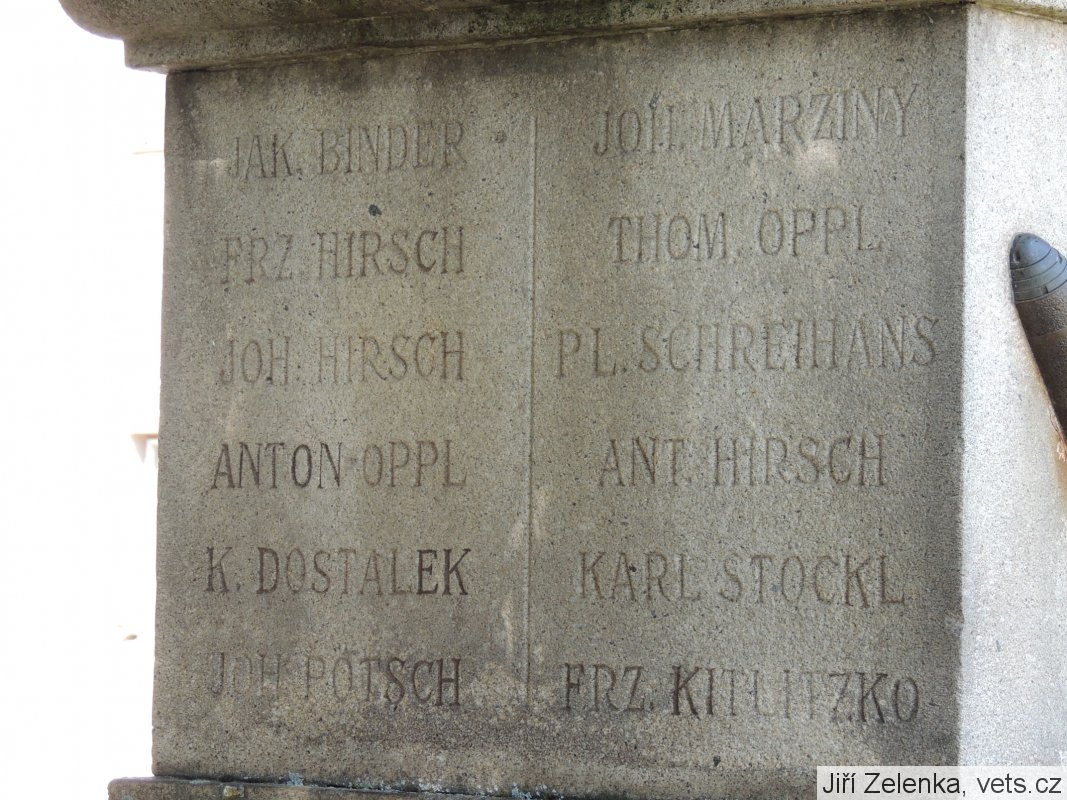 JAK. BINDER
FRZ. HIRSCH
JOH. HIRSCH
ANTON OPPL
K. DOSTALEK
JOH. POTSCH
JOH. MARZINY
THOM. OPPL
PL. SCHREIHANS
ANT. HIRSCH
KARL STOCKL
FRZ. KITLITZKO
Jiří Zelenka, vets.cz